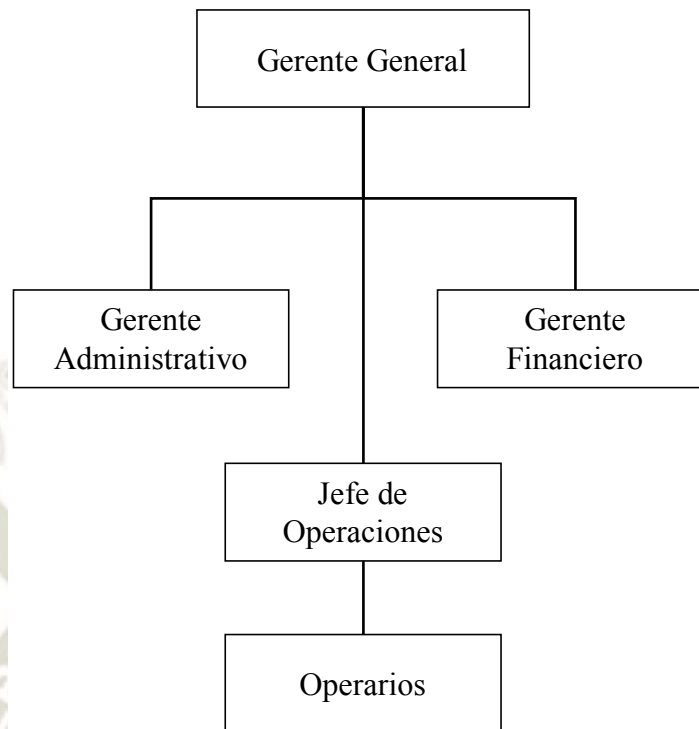 Gerente General
Gerente
Administrativo
Gerente
Financiero
Jefe de
Operaciones
Operarios